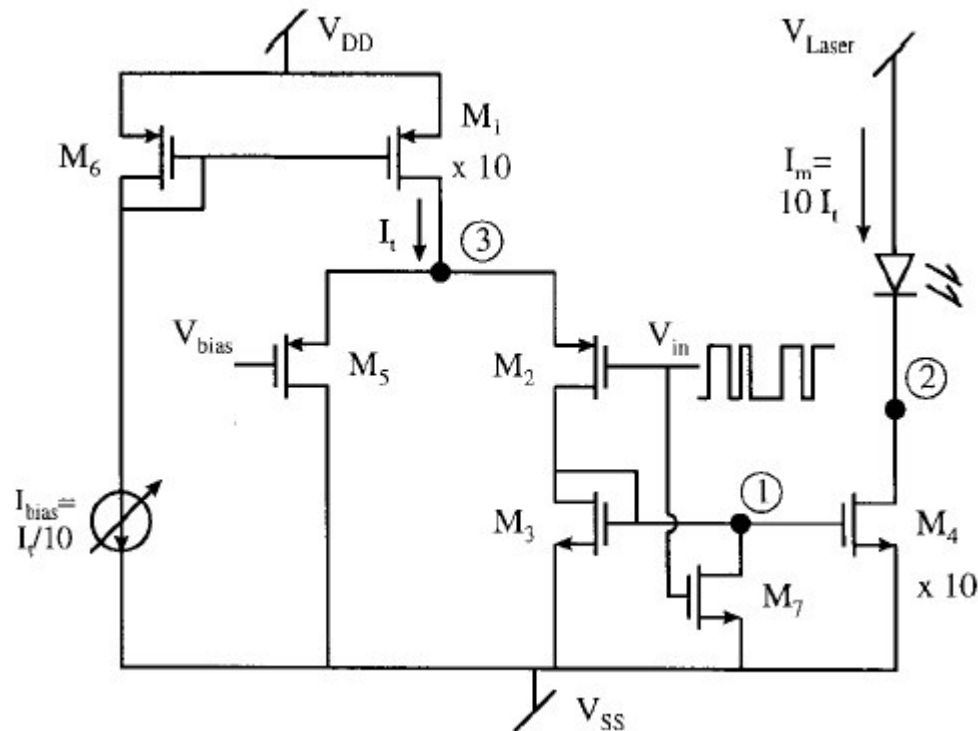 V_DD
V_Laser
M_6
M_i
x 10
I_t
③
I_m=
10 I_t
V_bias
M_5
M_2
V_in
②
I_bias=
I_t/10
M_3
①
M_4
x 10
M_7
V_SS